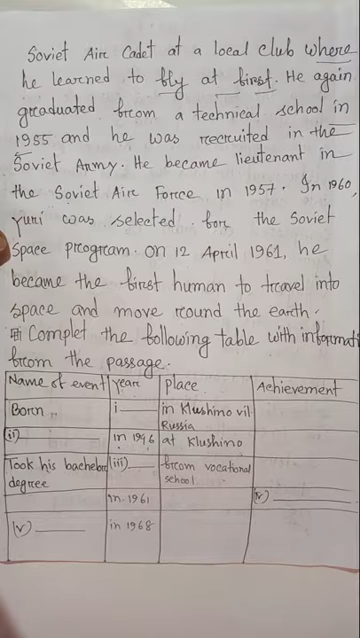 Soviet Air Cadet at a local club where
he learned to fly at first. He again
graduated from a technical school in
1955 and he was recruited in the
Soviet Army. He became lieutenant in
the Soviet Air Force in 1957. In 1960,
yuri was selected for the Soviet
space program. On 12 April 1961, he
became the first human to travel into
space and move round the earth.
Complet the following table with informati
from the passage.
Name of event year place Achievement
Born i in Klushino vil
Russia
(ii) in 1946 at Klushino
Took his bachelor (iii) from vocational
degree school.
in 1961 (iv)
(v) in 1968